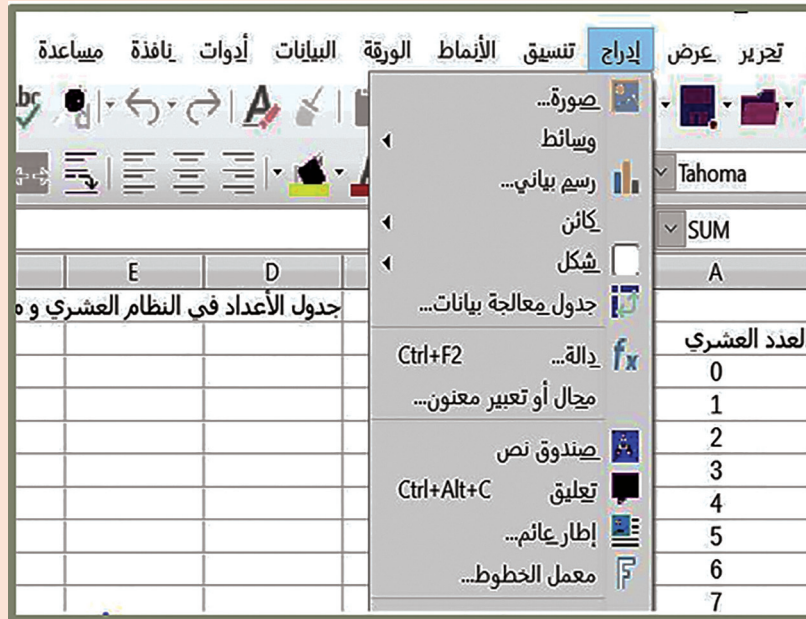 تحرير عرض إدراج تنسيق الأنماط الورقة البيانات أدوات نافذة مساعدة
صورة...
وسائط
رسم بياني...
كائن
شكل
جدول معالجة بيانات...
دالة... Ctrl+F2
مجال أو تعبير معنون...
صندوق نص
تعليق Ctrl+Alt+C
إطار عائم...
معمل الخطوط...
Tahoma
SUM
A
D
E
جدول الأعداد في النظام العشري و
العدد العشري
0
1
2
3
4
5
6
7